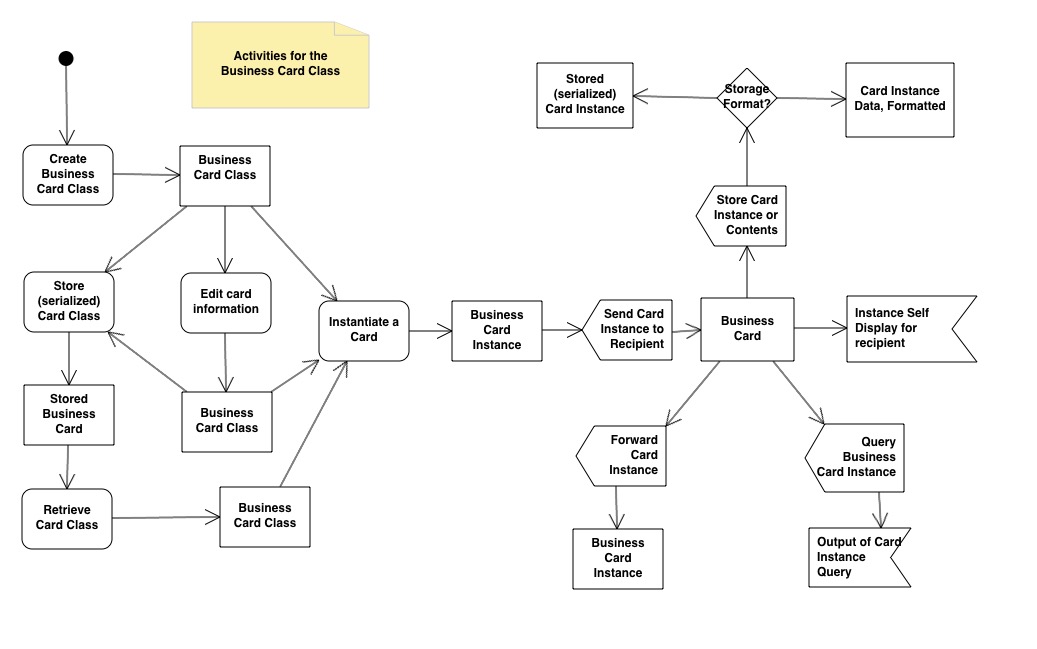 Activities for the
Business Card Class
Create
Business
Card Class
Business
Card Class
Store
(serialized)
Card Class
Edit card
information
Instantiate a
Card
Stored
Business
Card
Business
Card Class
Retrieve
Card Class
Business
Card Class
Business
Card
Instance
Send Card
Instance to
Recipient
Business
Card
Stored
(serialized)
Card Instance
Storage
Format?
Card Instance
Data, Formatted
Store Card
Instance or
Contents
Instance Self
Display for
recipient
Forward
Card
Instance
Query
Business
Card Instance
Business
Card
Instance
Output of Card
Instance
Query